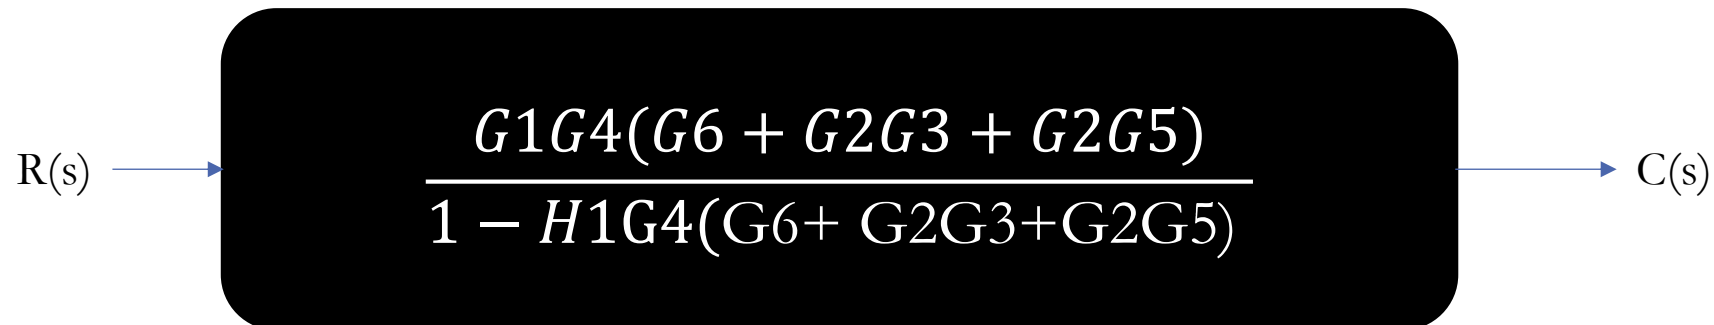 R(s)
G1G4(G6 + G2G3 + G2G5)
1 − H1G4(G6+ G2G3+G2G5)
C(s)